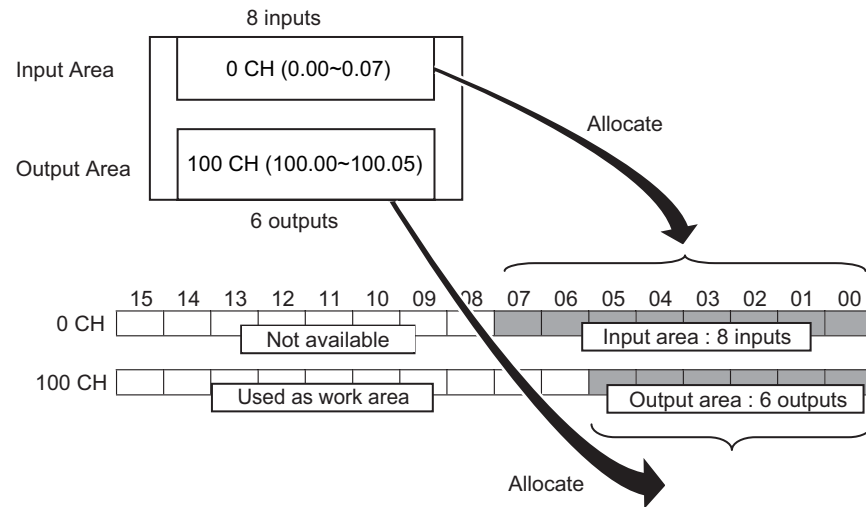 8 inputs
Input Area
0 CH (0.00~0.07)
Allocate
Output Area
100 CH (100.00~100.05)
6 outputs
15 14 13 12 11 10 09 08 07 06 05 04 03 02 01 00
0 CH
Not available
Input area : 8 inputs
100 CH
Used as work area
Output area : 6 outputs
Allocate